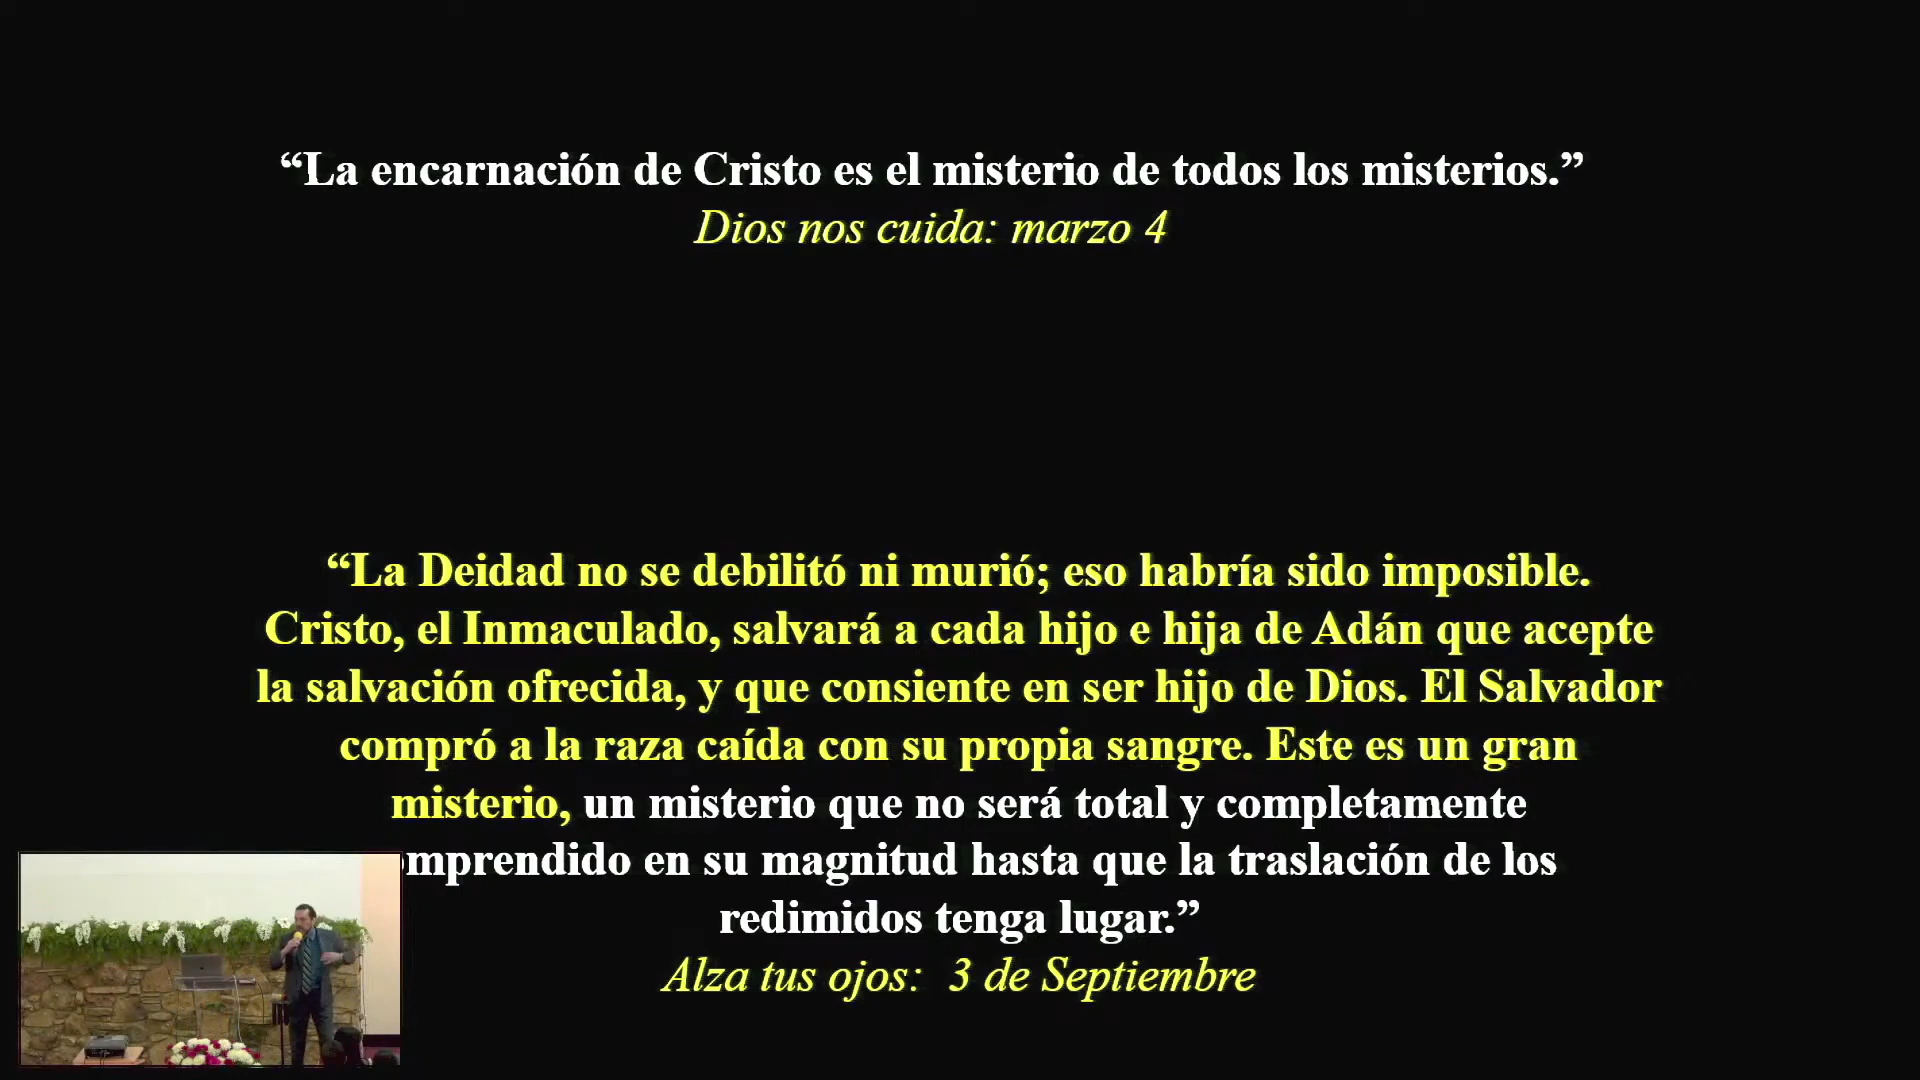 “La encarnación de Cristo es el misterio de todos los misterios.”
Dios nos cuida: marzo 4
“La Deidad no se debilitó ni murió; eso habría sido imposible.
Cristo, el Inmaculado, salvará a cada hijo e hija de Adán que acepte
la salvación ofrecida, y que consiente en ser hijo de Dios. El Salvador
compró a la raza caída con su propia sangre. Este es un gran
misterio, un misterio que no será total y completamente
omprendido en su magnitud hasta que la traslación de los
redimidos tenga lugar.”
Alza tus ojos:  3 de Septiembre